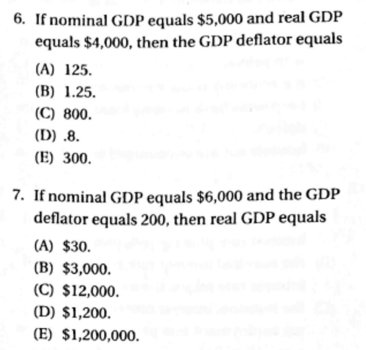 6. If nominal GDP equals $5,000 and real GDP
equals $4,000, then the GDP deflator equals
(A) 125.
(B) 1.25.
(C) 800.
(D) .8.
(E) 300.
7. If nominal GDP equals $6,000 and the GDP
deflator equals 200, then real GDP equals
(A) $30.
(B) $3,000.
(C) $12,000.
(D) $1,200.
(E) $1,200,000.